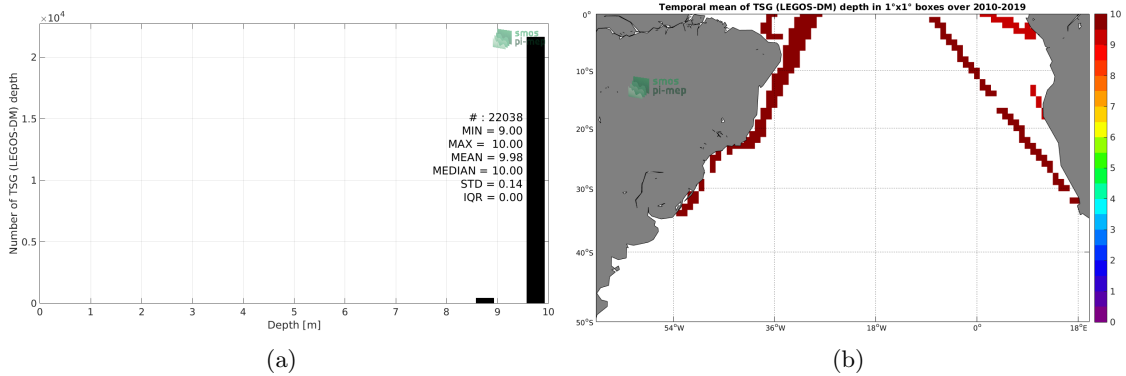 ×10⁴
2
1.5
1
0.5
0
Number of TSG (LEGOS-DM) depth
smos
pi-mep
# : 22038
MIN = 9.00
MAX = 10.00
MEAN = 9.98
MEDIAN = 10.00
STD = 0.14
IQR = 0.00
0 1 2 3 4 5 6 7 8 9 10
Depth [m]
(a)
Temporal mean of TSG (LEGOS-DM) depth in 1°x1° boxes over 2010-2019
0°
10°S
20°S
30°S
40°S
50°S
smos
pi-mep
54°W 36°W 18°W 0° 18°E
10
9
8
7
6
5
4
3
2
1
0
(b)